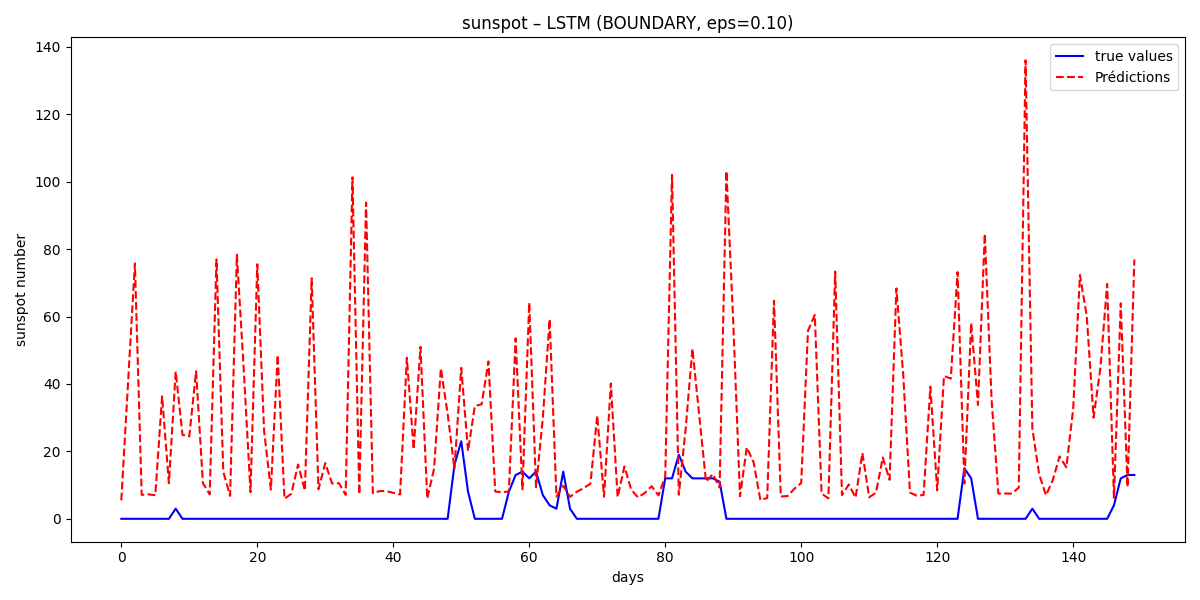 sunspot – LSTM (BOUNDARY, eps=0.10)
true values
Prédictions
sunspot number
140
120
100
80
60
40
20
0
0 20 40 60 80 100 120 140
days